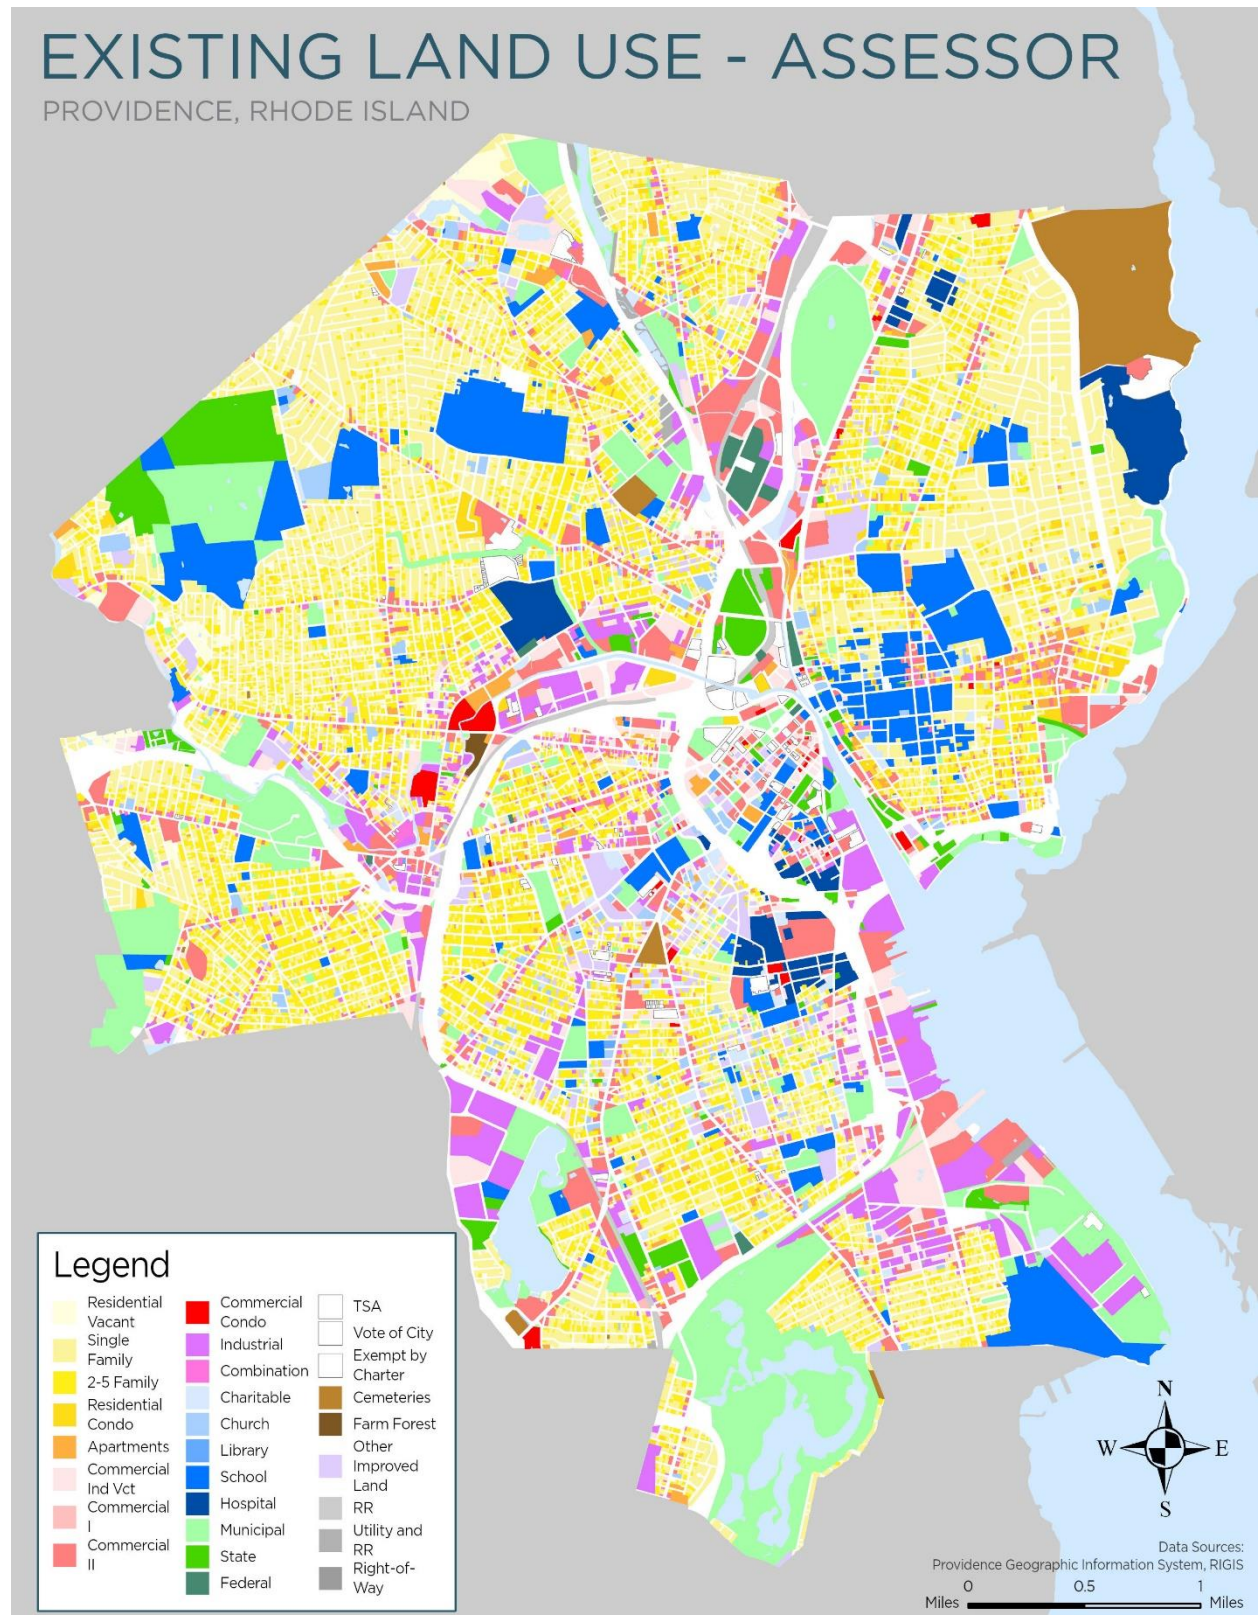 EXISTING LAND USE - ASSESSOR
PROVIDENCE, RHODE ISLAND
Legend
Residential
Vacant
Single
Family
2-5 Family
Residential
Condo
Apartments
Commercial
Ind Vct
Commercial
I
Commercial
II
Commercial
Condo
Industrial
Combination
Charitable
Church
Library
School
Hospital
Municipal
State
Federal
TSA
Vote of City
Exempt by
Charter
Cemeteries
Farm Forest
Other
Improved
Land
RR
Utility and
RR
Right-of-
Way
N
W E
S
Data Sources:
Providence Geographic Information System, RIGIS
0 0.5 1
Miles Miles